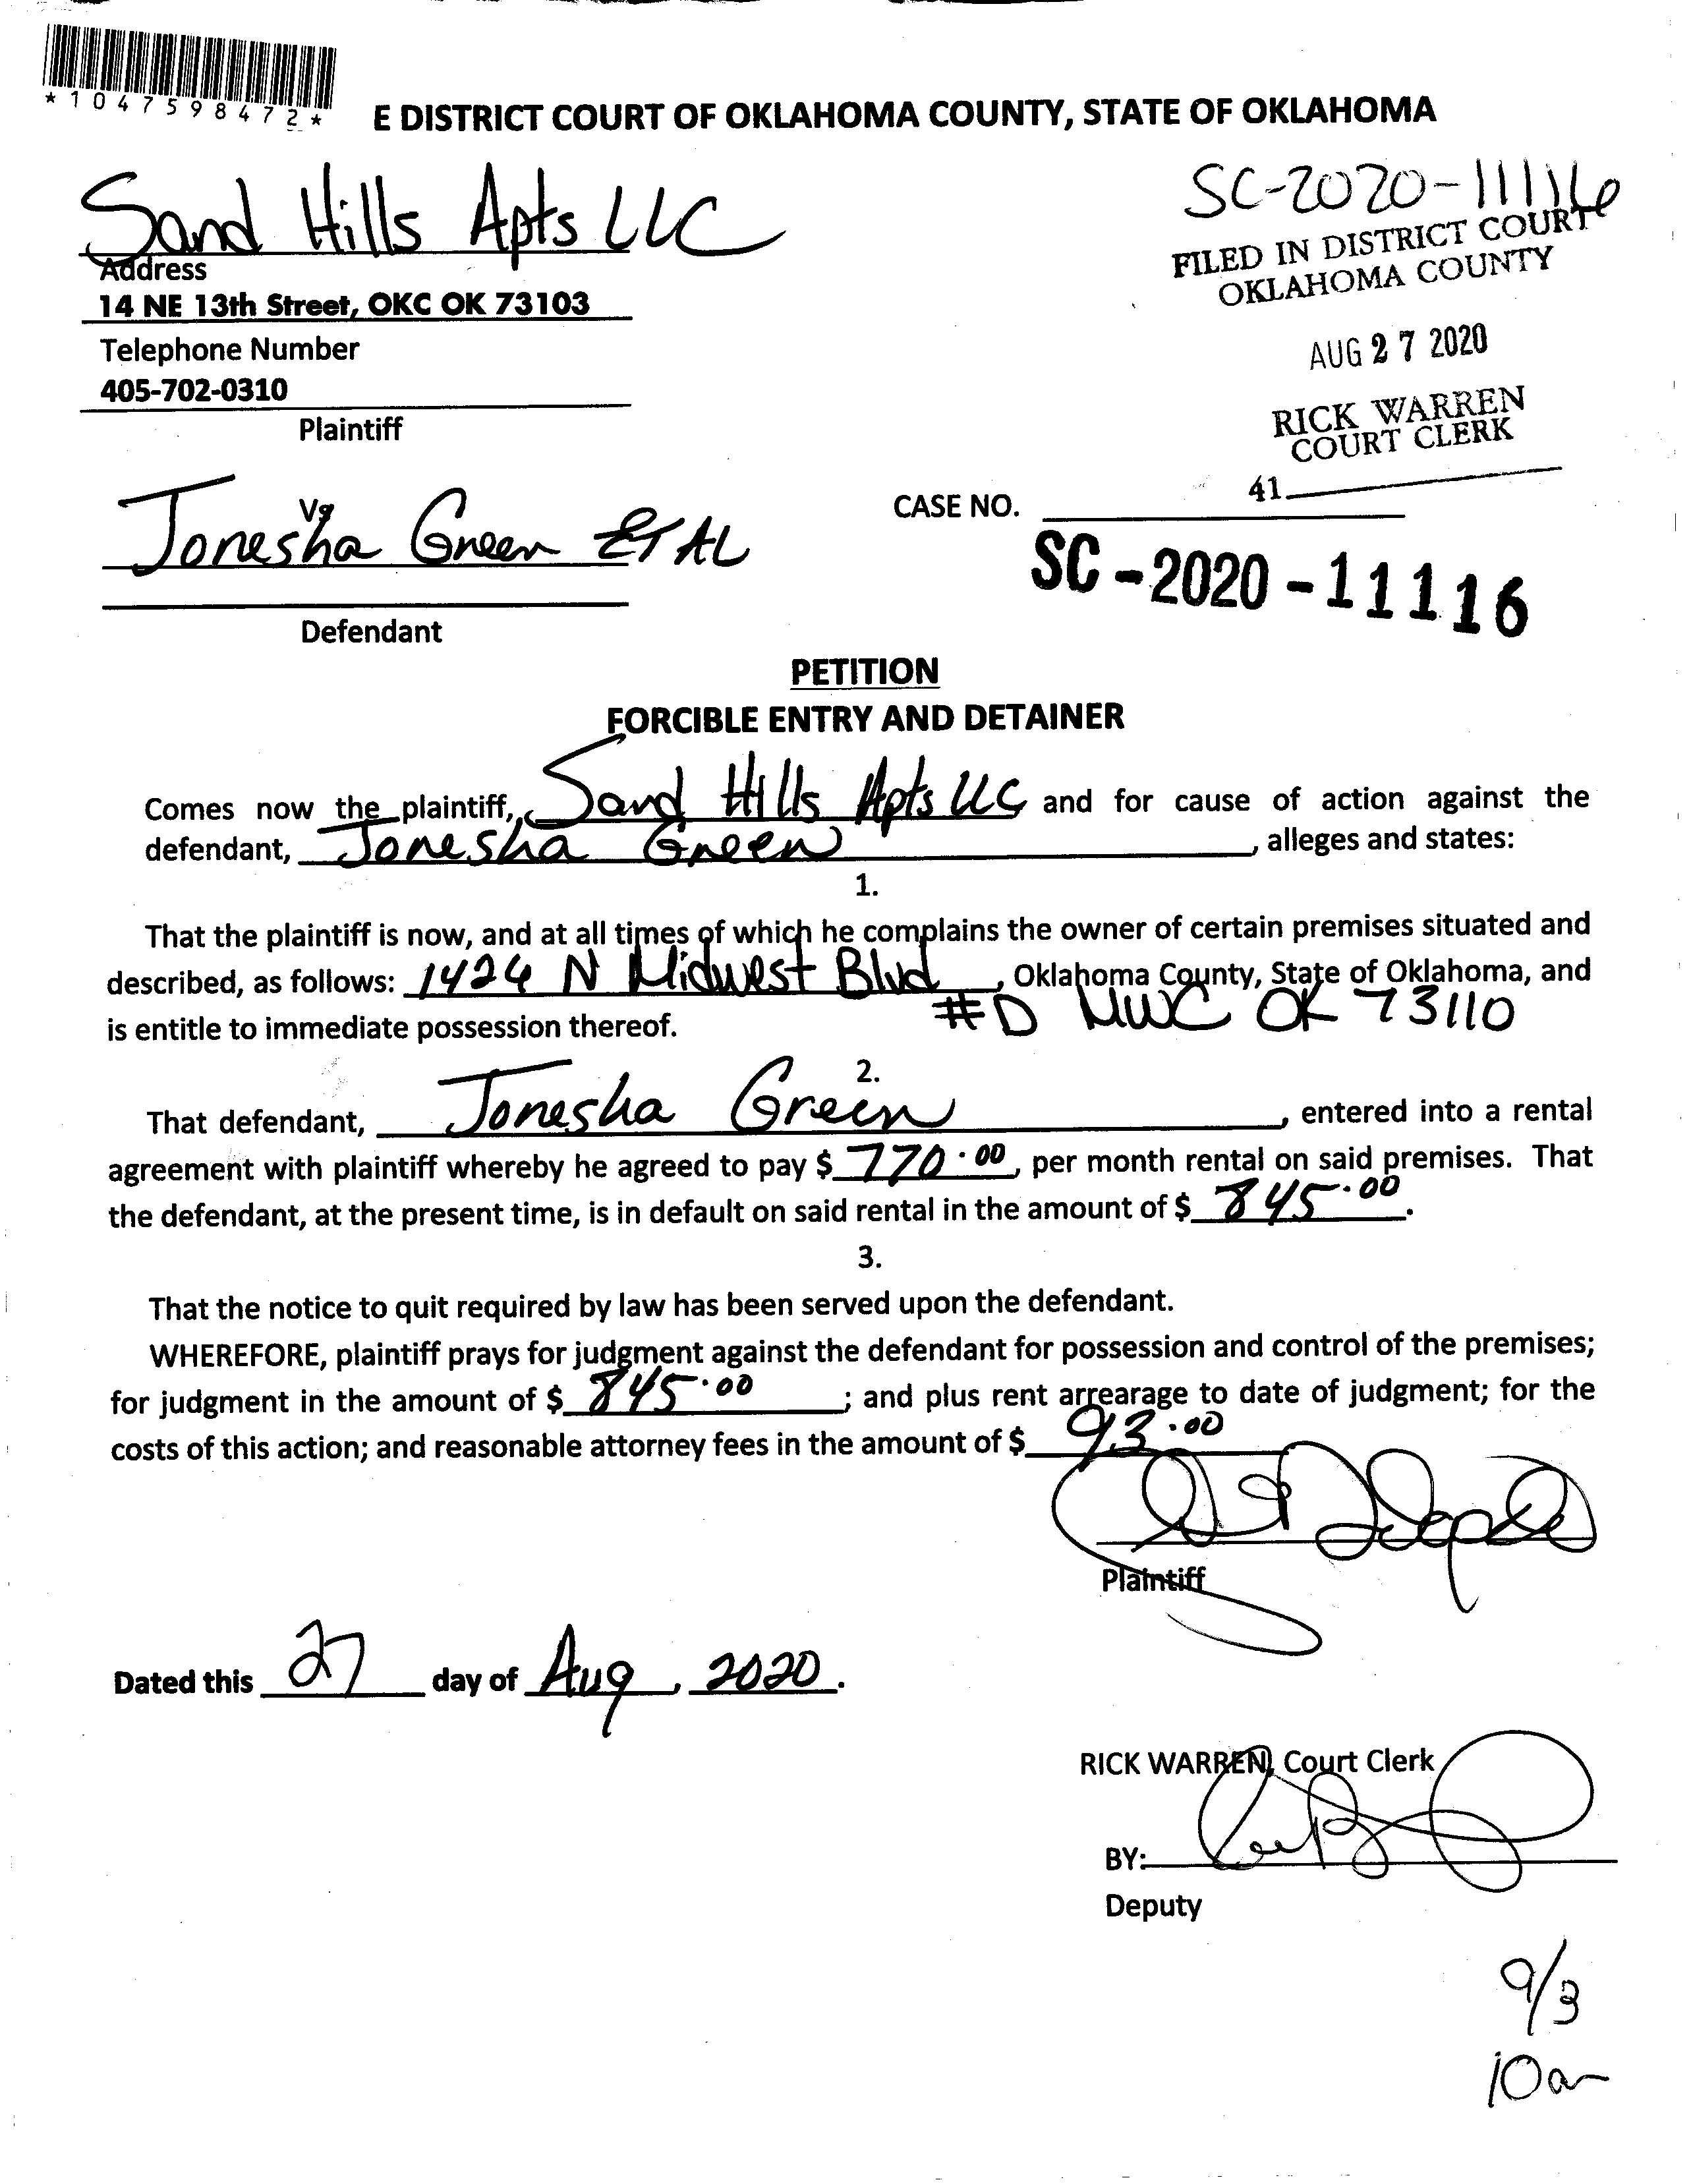 *1047598472*
E DISTRICT COURT OF OKLAHOMA COUNTY, STATE OF OKLAHOMA
SC-2020-11116
Sand Hills Apts LLC
FILED IN DISTRICT COURT
OKLAHOMA COUNTY
Address
14 NE 13th Street, OKC OK 73103
Telephone Number
AUG 27 2020
405-702-0310
RICK WARREN
COURT CLERK
Plaintiff
41
Vs
CASE NO.
Jonesha Green ET AL
SC-2020-11116
Defendant
PETITION
FORCIBLE ENTRY AND DETAINER
Comes now the plaintiff, Sand Hills Apts LLC and for cause of action against the
defendant, Jonesha Green, alleges and states:
1.
That the plaintiff is now, and at all times of which he complains the owner of certain premises situated and
described, as follows: 1424 N Midwest Blvd, Oklahoma County, State of Oklahoma, and
#D MWC OK 73110
is entitle to immediate possession thereof.
2.
That defendant, Jonesha Green, entered into a rental
agreement with plaintiff whereby he agreed to pay $ 770.00, per month rental on said premises. That
the defendant, at the present time, is in default on said rental in the amount of $ 845.00.
3.
That the notice to quit required by law has been served upon the defendant.
WHEREFORE, plaintiff prays for judgment against the defendant for possession and control of the premises;
for judgment in the amount of $ 845.00; and plus rent arrearage to date of judgment; for the
costs of this action; and reasonable attorney fees in the amount of $ 93.00
Plaintiff
Dated this 27 day of Aug, 2020.
RICK WARREN, Court Clerk
BY:
Deputy
9/3
10am